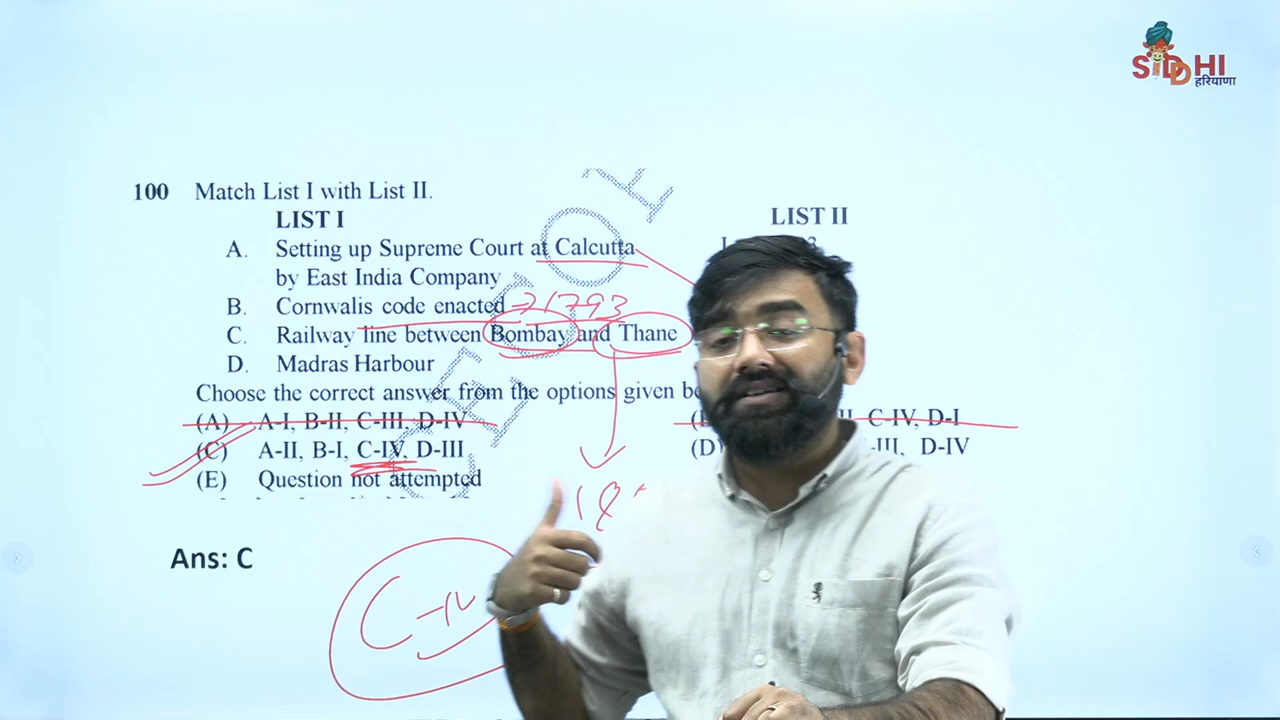 SIDDHI
हरियाणा
100 Match List I with List II.
LIST I
LIST II
A. Setting up Supreme Court at Calcutta
by East India Company
B. Cornwalis code enacted → 1793
C. Railway line between Bombay and Thane
D. Madras Harbour
Choose the correct answer from the options given
(A) A-I, B-II, C-III, D-IV
C-IV, D-I
(C) A-II, B-I, C-IV, D-III
(D) -III, D-IV
(E) Question not attempted
Ans: C
C-IV